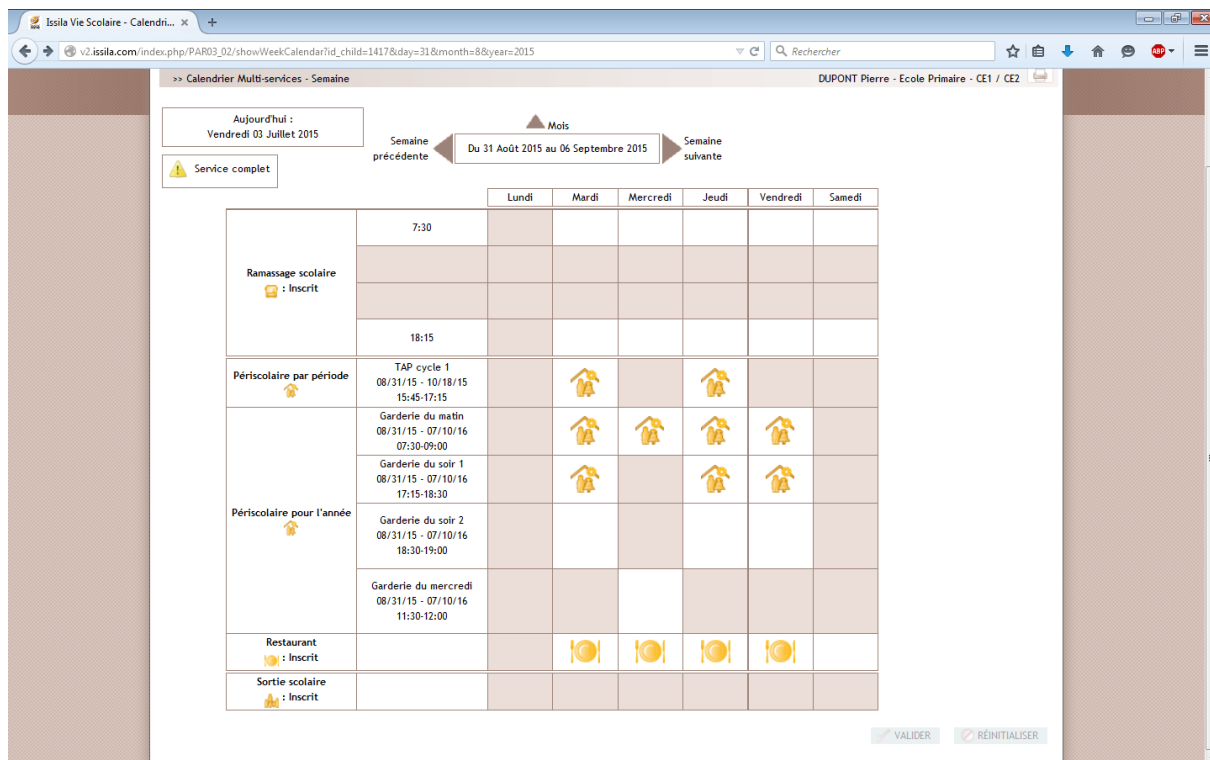 Issila Vie Scolaire - Calendri... × +
v2.issila.com/index.php/PAR03_02/showWeekCalendar?id_child=1417&day=31&month=8&year=2015
Rechercher
ABP
>> Calendrier Multi-services - Semaine
DUPONT Pierre - Ecole Primaire - CE1 / CE2
Aujourd'hui :
Vendredi 03 Juillet 2015
Service complet
Mois
Semaine
précédente
Du 31 Août 2015 au 06 Septembre 2015
Semaine
suivante
Lundi Mardi Mercredi Jeudi Vendredi Samedi
Ramassage scolaire
: Inscrit
7:30
18:15
Périscolaire par période
TAP cycle 1
08/31/15 - 10/18/15
15:45-17:15
Périscolaire pour l'année
Garderie du matin
08/31/15 - 07/10/16
07:30-09:00
Garderie du soir 1
08/31/15 - 07/10/16
17:15-18:30
Garderie du soir 2
08/31/15 - 07/10/16
18:30-19:00
Garderie du mercredi
08/31/15 - 07/10/16
11:30-12:00
Restaurant
: Inscrit
Sortie scolaire
: Inscrit
VALIDER
RÉINITIALISER